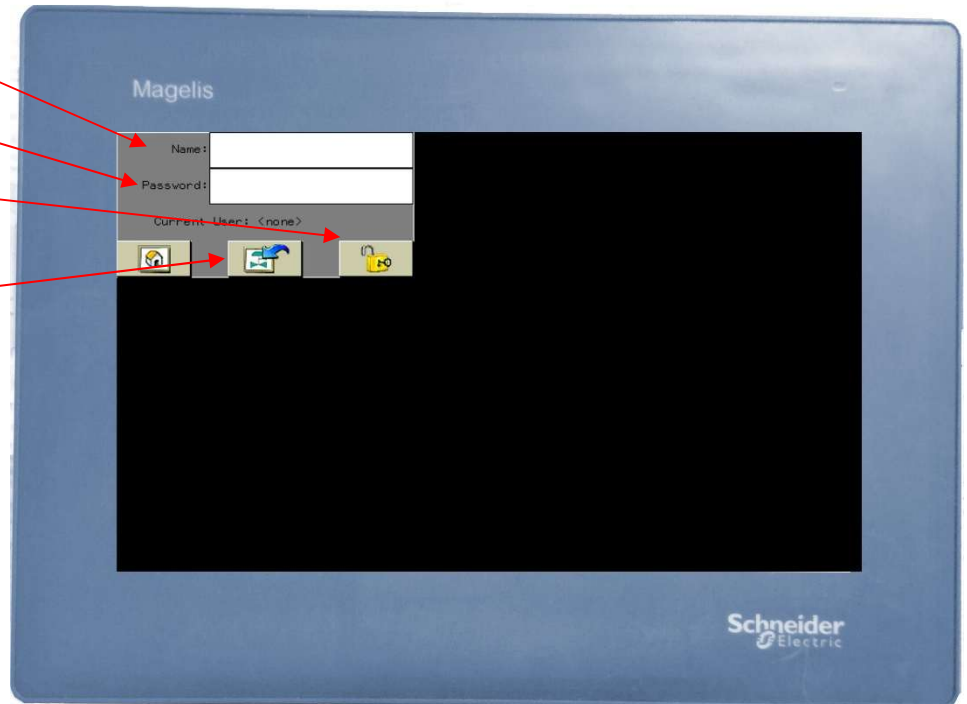 Magelis
Name:
Password:
Current User: <none>
Schneider
Electric